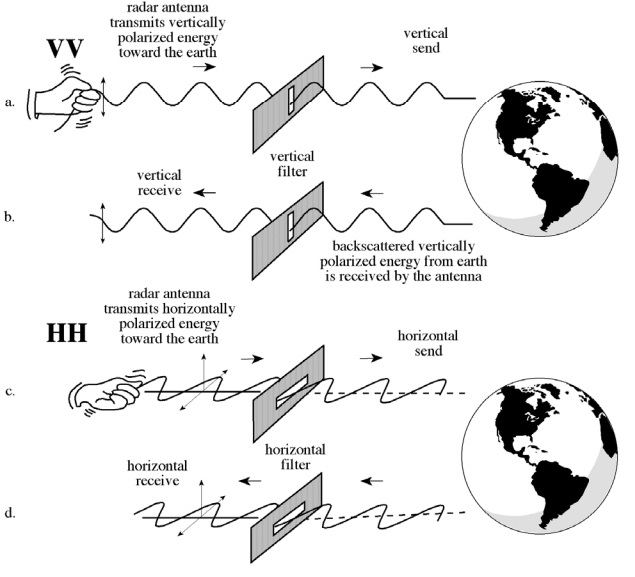 radar antenna
transmits vertically
polarized energy
toward the earth
VV
vertical
send
a.
vertical
filter
vertical
receive
b.
backscattered vertically
polarized energy from earth
is received by the antenna
radar antenna
transmits horizontally
polarized energy
toward the earth
HH
horizontal
send
c.
horizontal
filter
horizontal
receive
d.